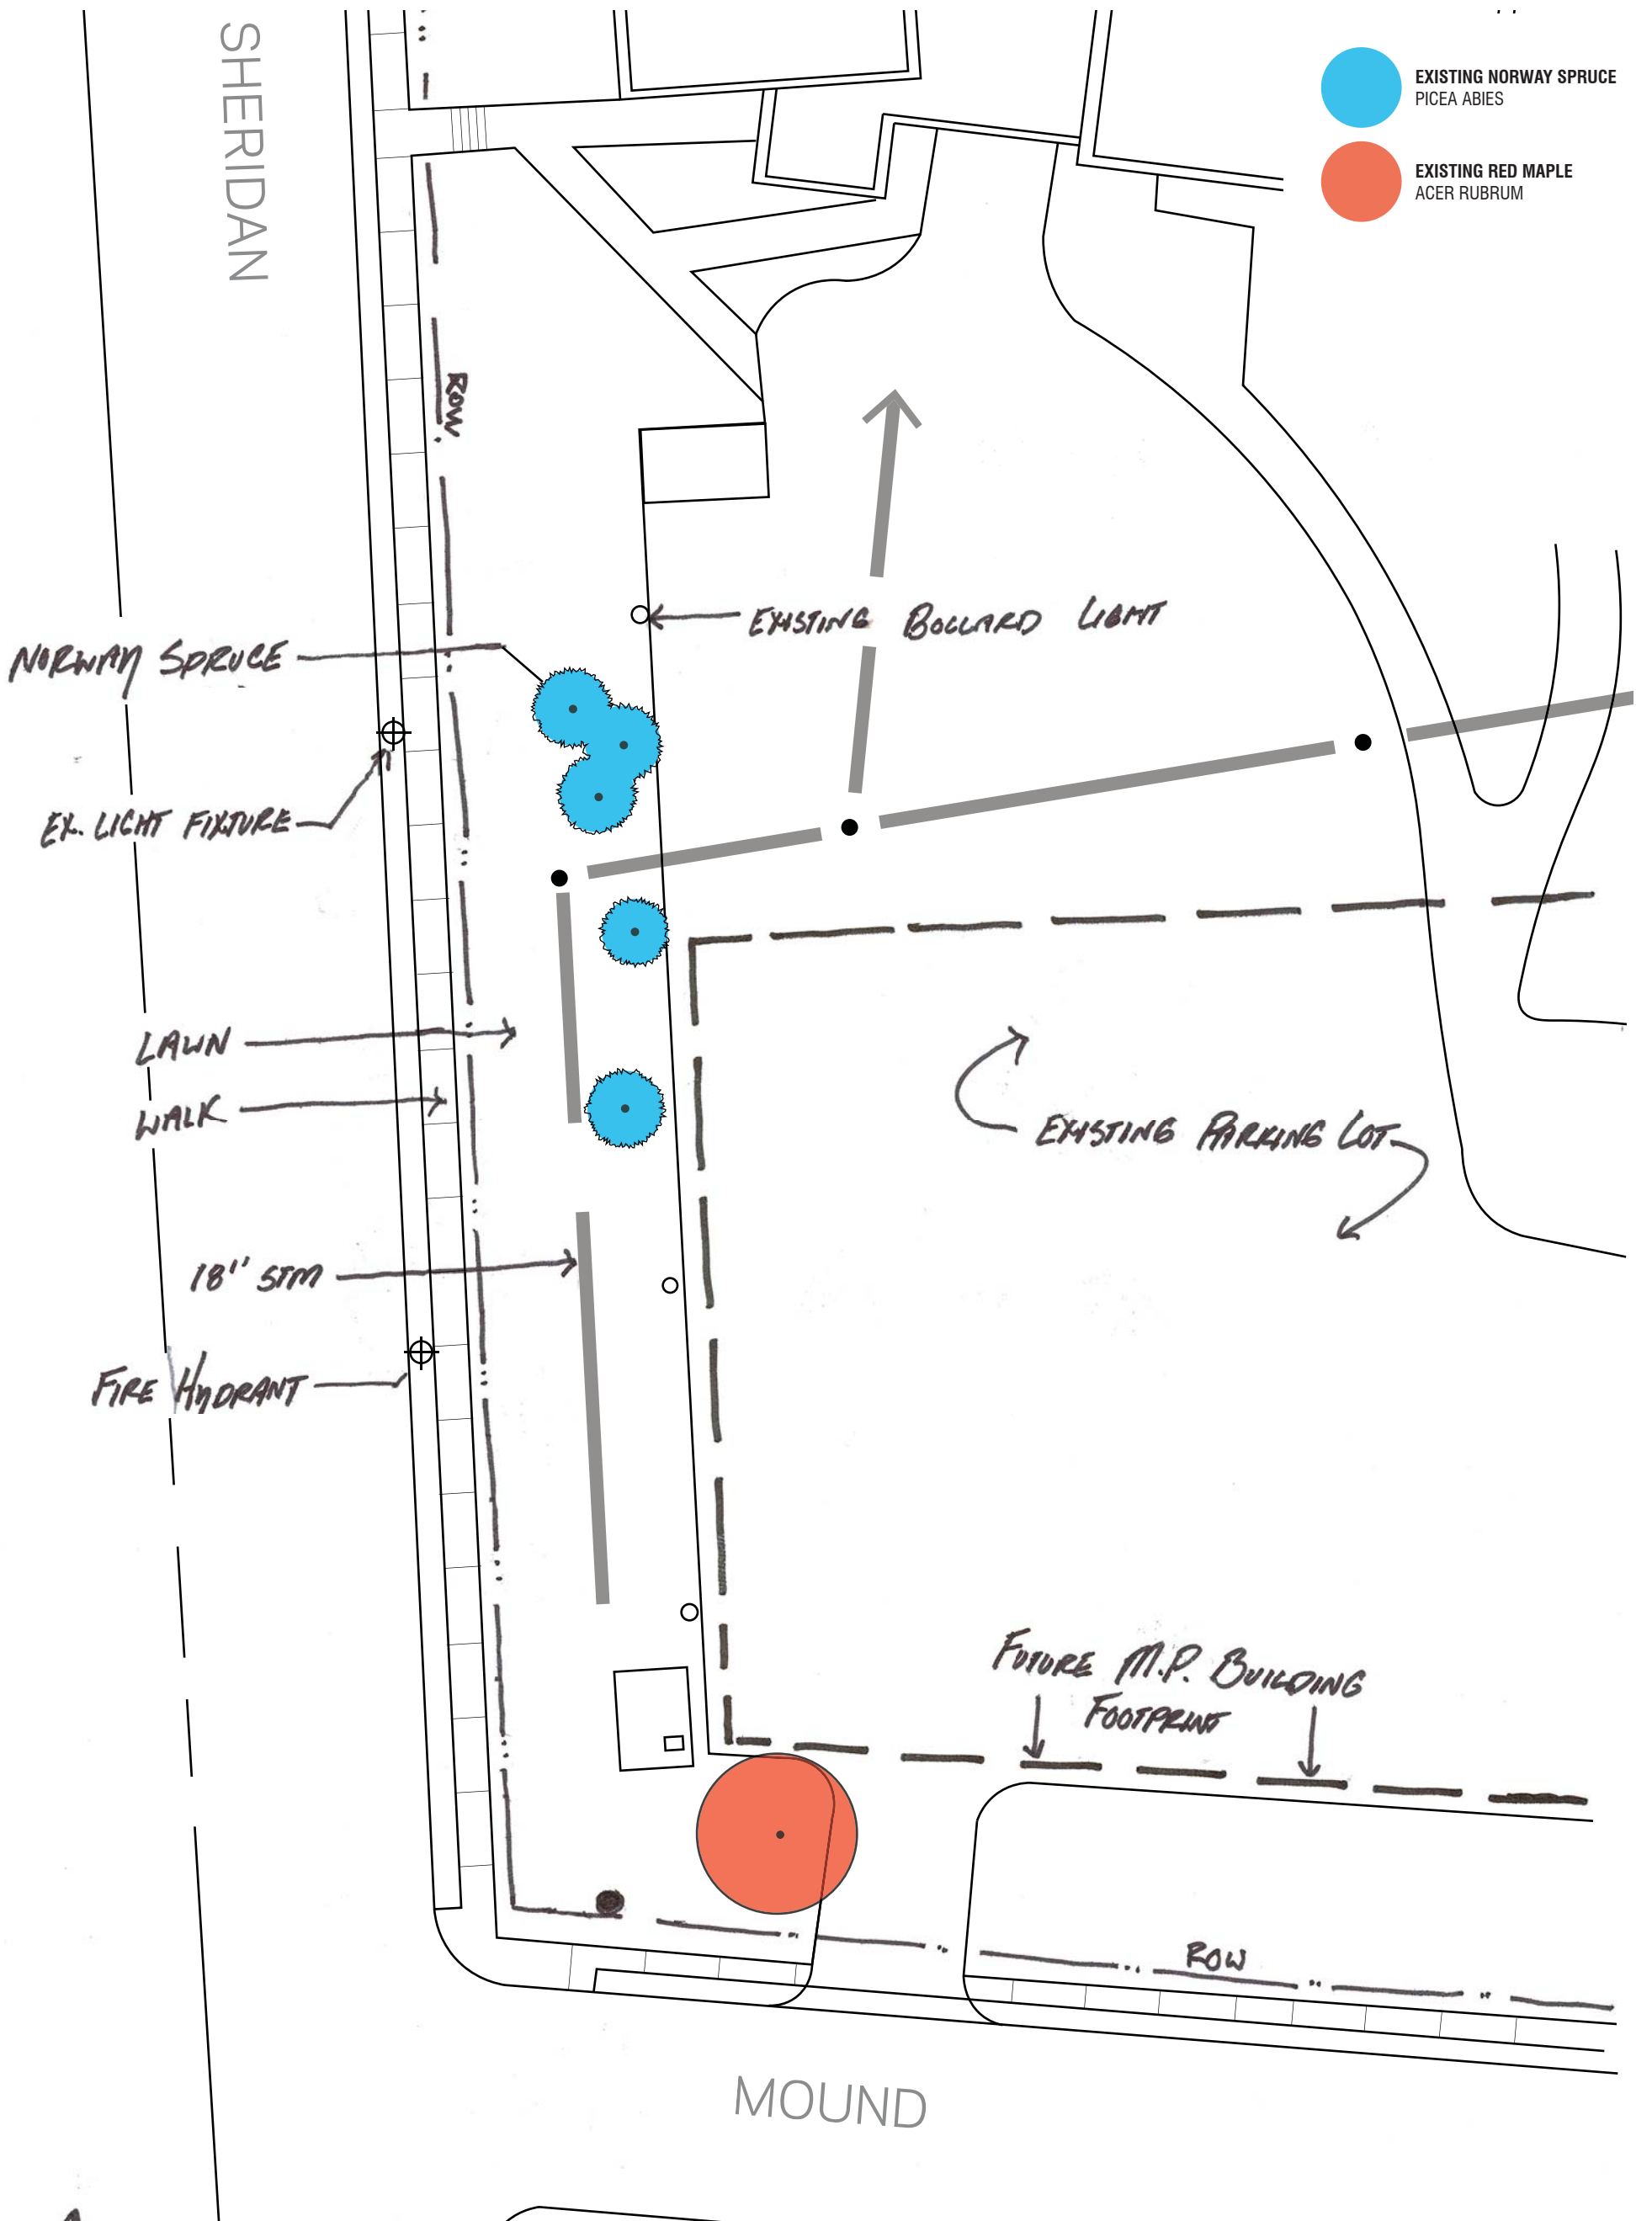 SHERIDAN
EXISTING NORWAY SPRUCE
PICEA ABIES
EXISTING RED MAPLE
ACER RUBRUM
ROW.
EXISTING BOLLARD LIGHT
NORWAY SPRUCE
EX. LIGHT FIXTURE
LAWN
WALK
EXISTING PARKING LOT
18" STM
FIRE HYDRANT
FUTURE M.P. BUILDING
FOOTPRINT
ROW
MOUND